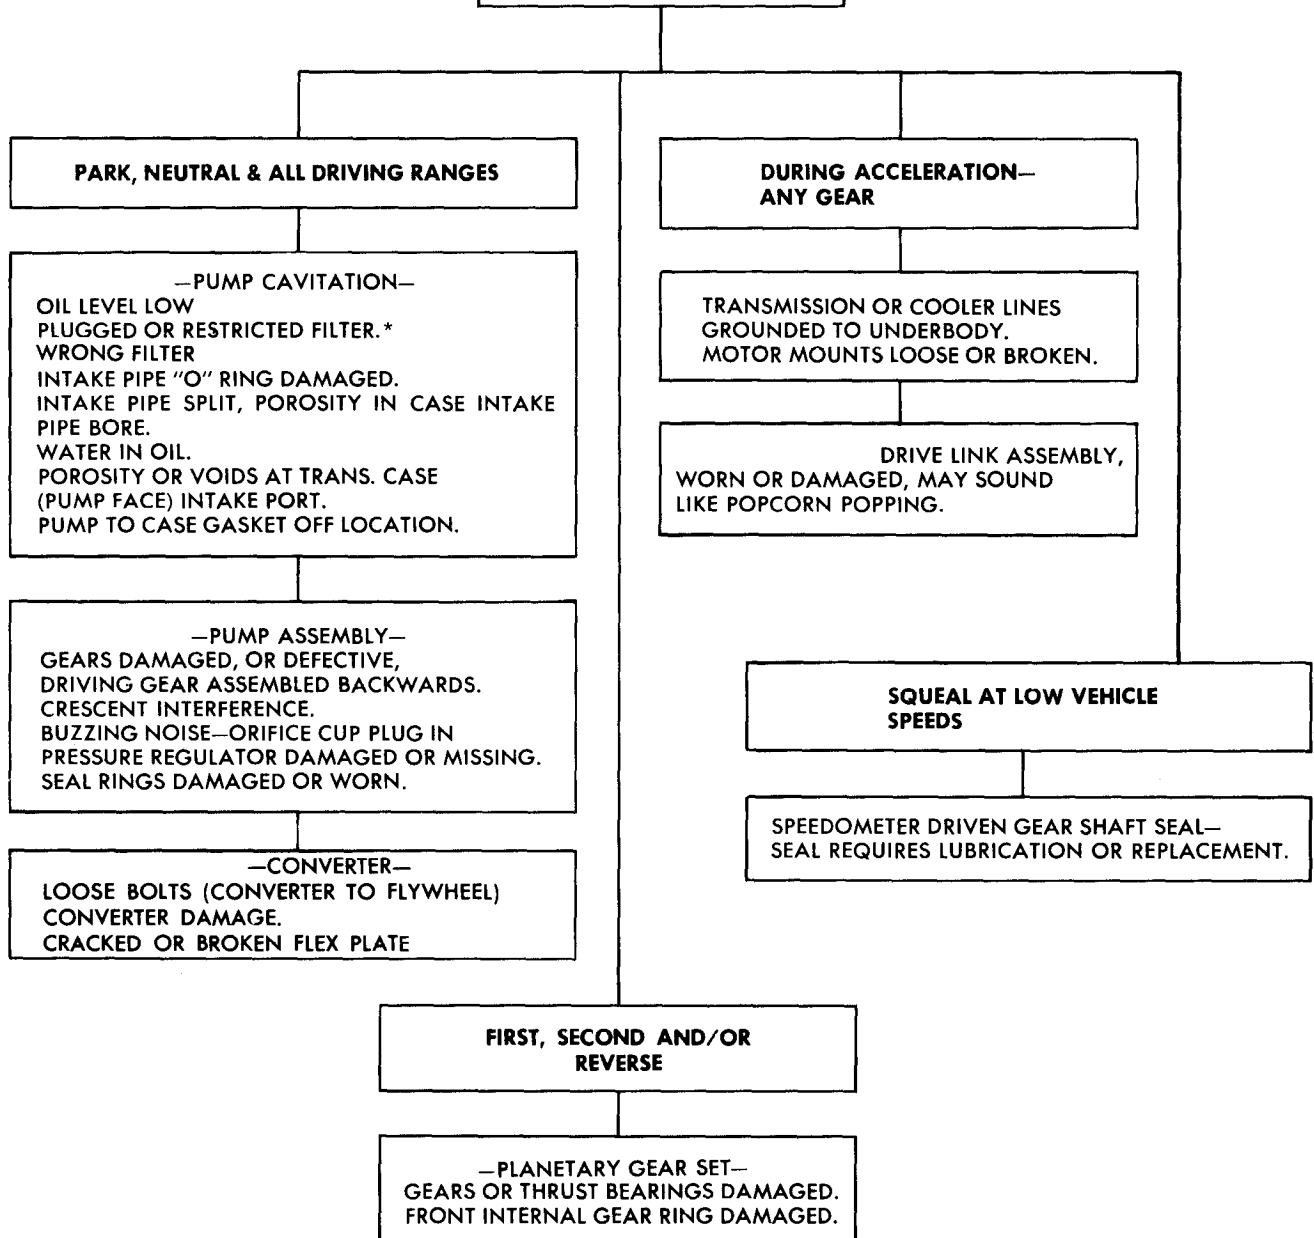 PARK, NEUTRAL & ALL DRIVING RANGES
—PUMP CAVITATION—
OIL LEVEL LOW
PLUGGED OR RESTRICTED FILTER.*
WRONG FILTER
INTAKE PIPE "O" RING DAMAGED.
INTAKE PIPE SPLIT, POROSITY IN CASE INTAKE
PIPE BORE.
WATER IN OIL.
POROSITY OR VOIDS AT TRANS. CASE
(PUMP FACE) INTAKE PORT.
PUMP TO CASE GASKET OFF LOCATION.
—PUMP ASSEMBLY—
GEARS DAMAGED, OR DEFECTIVE,
DRIVING GEAR ASSEMBLED BACKWARDS.
CRESCENT INTERFERENCE.
BUZZING NOISE—ORIFICE CUP PLUG IN
PRESSURE REGULATOR DAMAGED OR MISSING.
SEAL RINGS DAMAGED OR WORN.
—CONVERTER—
LOOSE BOLTS (CONVERTER TO FLYWHEEL)
CONVERTER DAMAGE.
CRACKED OR BROKEN FLEX PLATE
FIRST, SECOND AND/OR
REVERSE
—PLANETARY GEAR SET—
GEARS OR THRUST BEARINGS DAMAGED.
FRONT INTERNAL GEAR RING DAMAGED.
DURING ACCELERATION—
ANY GEAR
TRANSMISSION OR COOLER LINES
GROUNDED TO UNDERBODY.
MOTOR MOUNTS LOOSE OR BROKEN.
DRIVE LINK ASSEMBLY,
WORN OR DAMAGED, MAY SOUND
LIKE POPCORN POPPING.
SQUEAL AT LOW VEHICLE
SPEEDS
SPEEDOMETER DRIVEN GEAR SHAFT SEAL—
SEAL REQUIRES LUBRICATION OR REPLACEMENT.